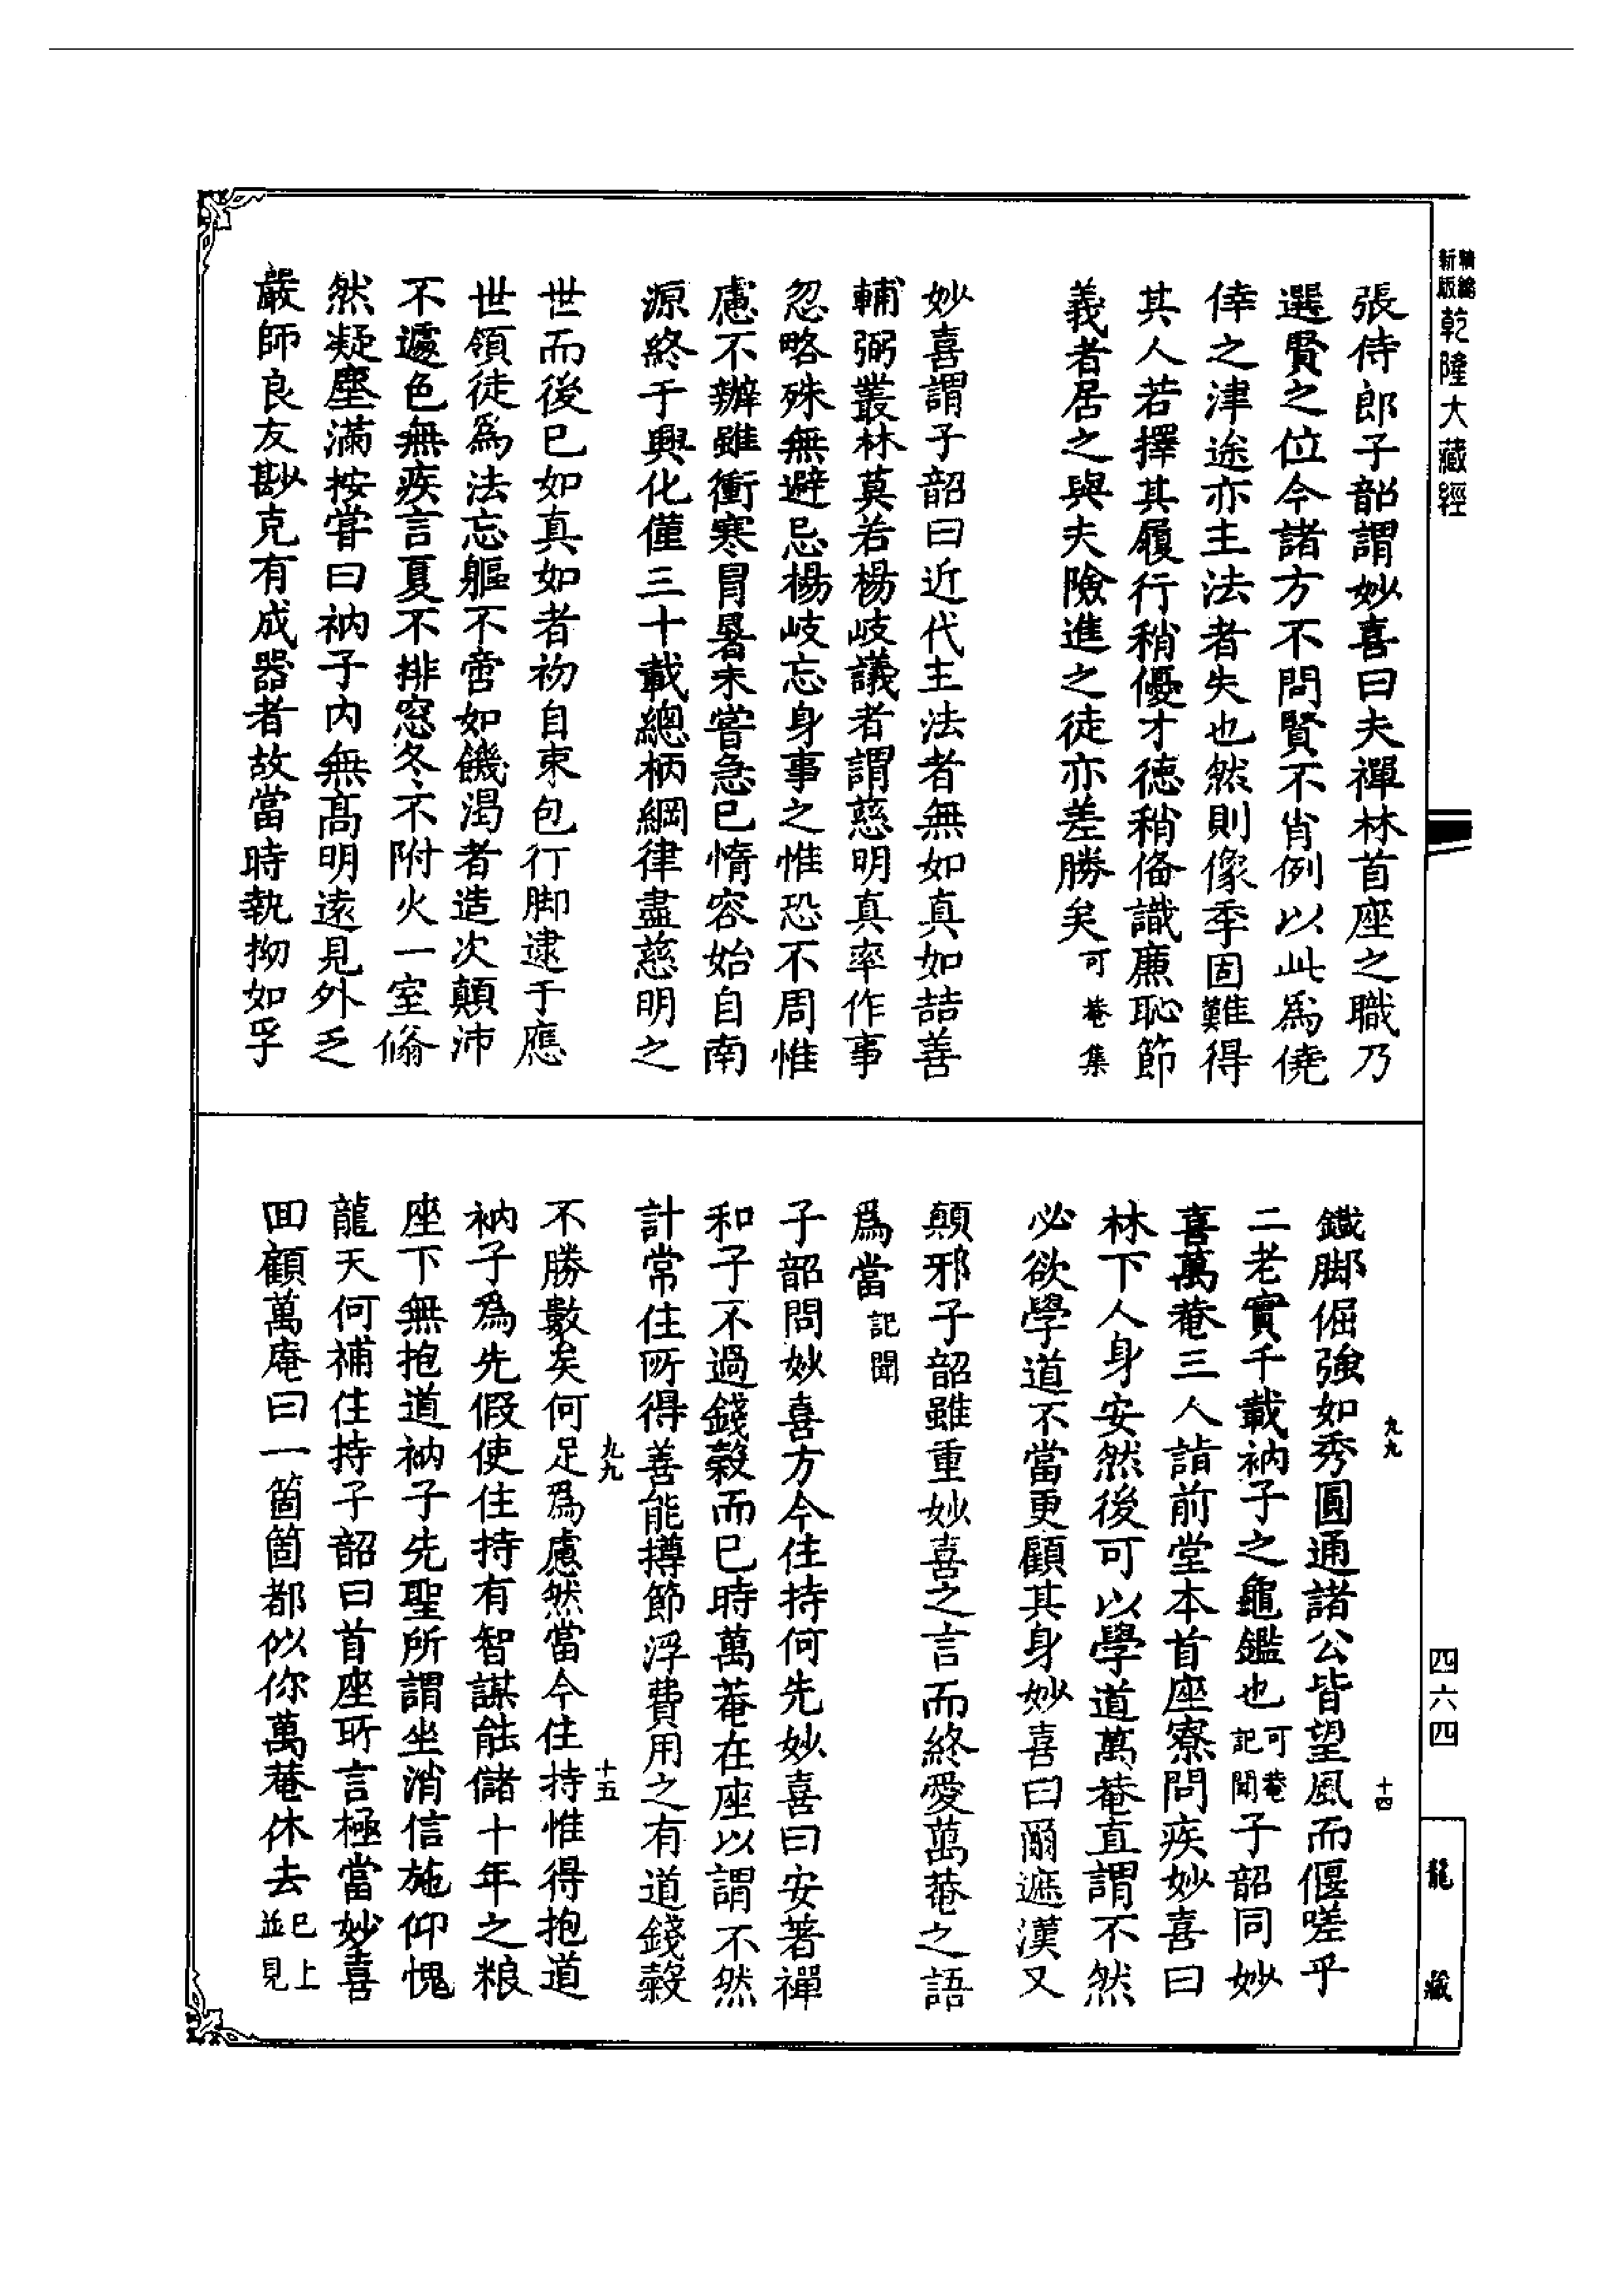 新版精縮乾隆大藏經
張侍郎子韶謂妙喜曰夫禪林首座之職乃
選賢之位今諸方不問賢不肖例以此爲僥
倖之津途亦主法者失也然則像季固難得
其人若擇其履行稍優才德稍俻識廉恥節
義者居之與夫險進之徒亦差勝矣可菴集
妙喜謂子韶曰近代主法者無如真如喆善
輔弼叢林莫若楊岐議者謂慈明真率作事
忽略殊無避忌楊岐忘身事之惟恐不周惟
慮不辦雖衝寒冐暑未嘗急已惰容始自南
源終于興化僅三十載總柄綱律盡慈明之
世而後已如真如者初自束包行脚逮于應
世領徒爲法忘軀不啻如饑渴者造次顛沛
不遽色無疾言夏不排窓冬不附火一室翛
然凝塵滿按甞曰衲子内無髙明遠見外乏
嚴師良友尠克有成器者故當時執拗如孚
鐵脚倔強如秀圓通諸公皆望風而偃嗟乎
二老實千載衲子之龜鑑也可菴記聞子韶同妙
喜萬菴三人詣前堂本首座寮問疾妙喜曰
林下人身安然後可以學道萬菴直謂不然
必欲學道不當更顧其身妙喜曰爾遮漢又
顛邪子韶雖重妙喜之言而終愛萬菴之語
爲當記聞
子韶問妙喜方今住持何先妙喜曰安著禪
和子不過錢穀而已時萬菴在座以謂不然
計常住所得善能撙節浮費用之有道錢穀
不勝數矣何足爲慮然當今住持惟得抱道
衲子爲先假使住持有智謀能儲十年之粮
座下無抱道衲子先聖所謂坐消信施仰愧
龍天何補住持子韶曰首座所言極當妙喜
回顧萬庵曰一箇箇都似你萬菴休去已上並見
九九
十四
九九
十五
四六四
龍藏